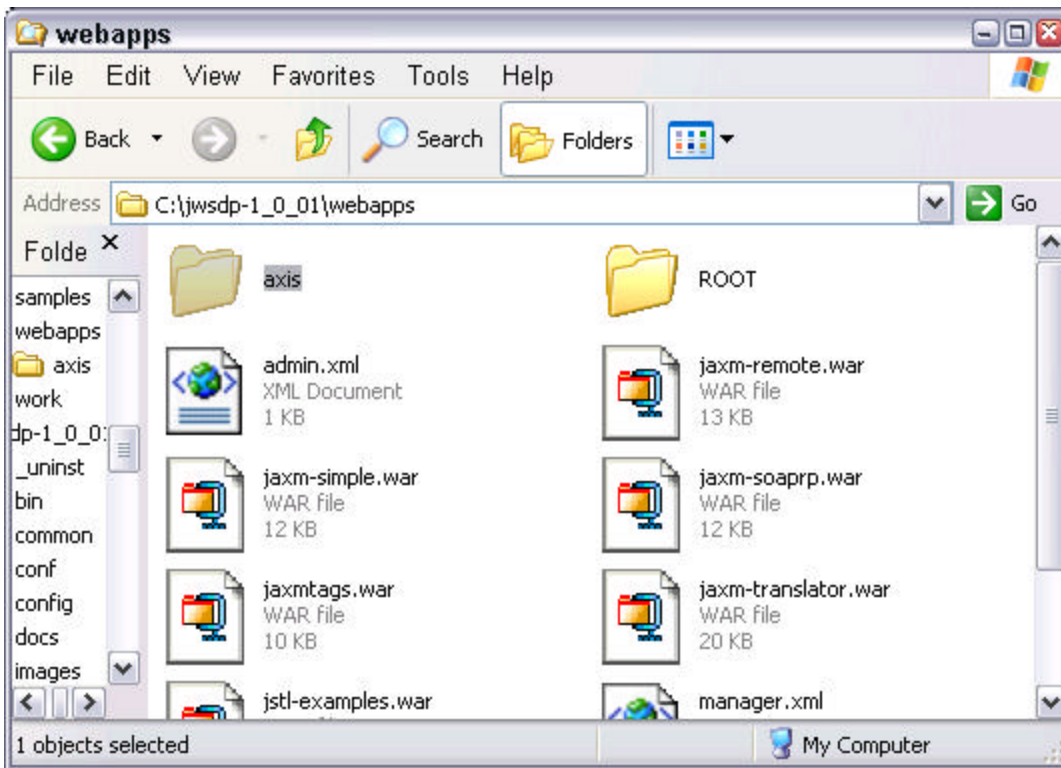 webapps
File Edit View Favorites Tools Help
Back Search Folders
Address C:\jwsdp-1_0_01\webapps Go
Folde
samples
webapps
axis
work
dp-1_0_0
_uninst
bin
common
conf
config
docs
images
axis
ROOT
admin.xml
XML Document
1 KB
jaxm-remote.war
WAR file
13 KB
jaxm-simple.war
WAR file
12 KB
jaxm-soaprp.war
WAR file
12 KB
jaxmtags.war
WAR file
10 KB
jaxm-translator.war
WAR file
20 KB
jstl-examples.war
manager.xml
1 objects selected
My Computer